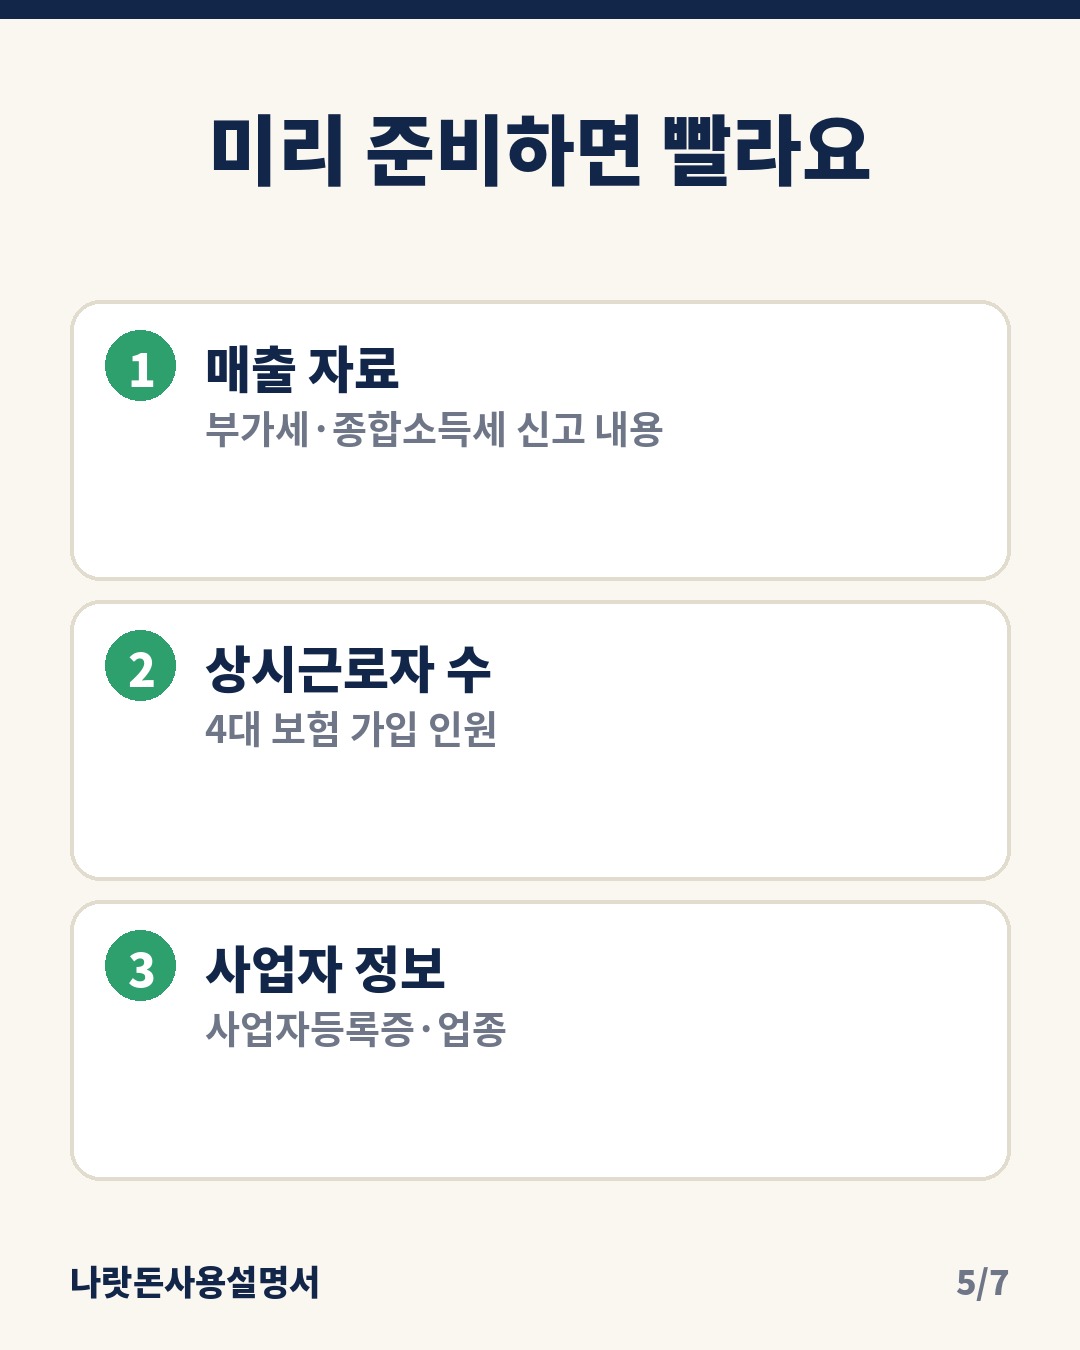 미리 준비하면 빨라요
1 매출 자료
부가세·종합소득세 신고 내용
2 상시근로자 수
4대 보험 가입 인원
3 사업자 정보
사업자등록증·업종
나랏돈사용설명서 5/7